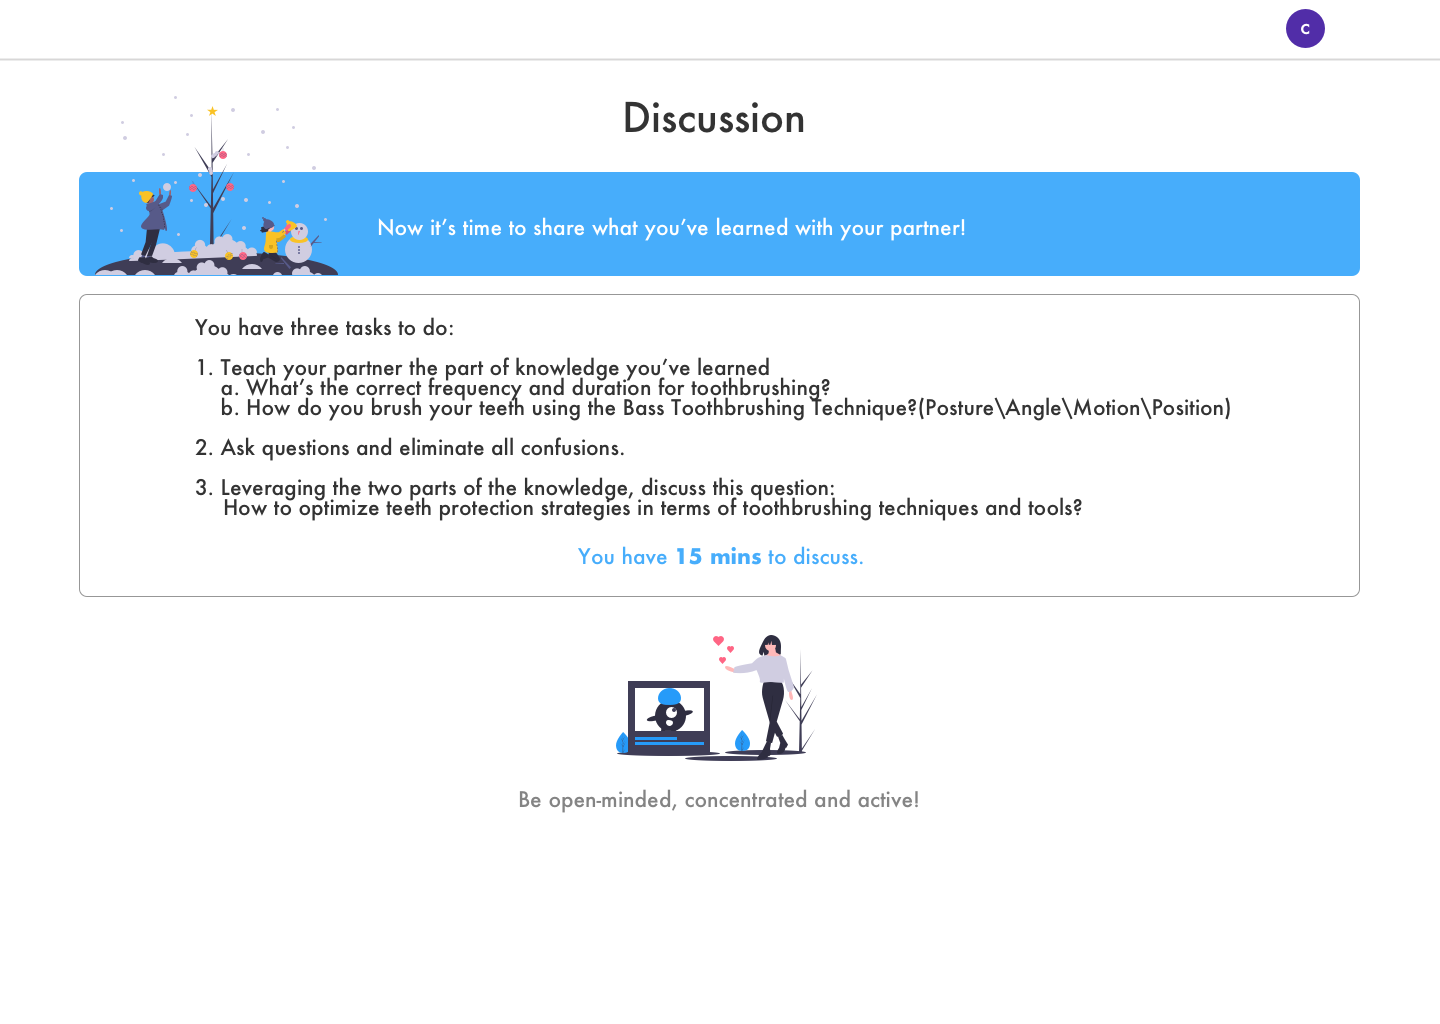 C
Discussion
Now it’s time to share what you’ve learned with your partner!
You have three tasks to do:
1. Teach your partner the part of knowledge you’ve learned
a. What’s the correct frequency and duration for toothbrushing?
b. How do you brush your teeth using the Bass Toothbrushing Technique?(Posture\Angle\Motion\Position)
2. Ask questions and eliminate all confusions.
3. Leveraging the two parts of the knowledge, discuss this question:
How to optimize teeth protection strategies in terms of toothbrushing techniques and tools?
You have 15 mins to discuss.
Be open-minded, concentrated and active!